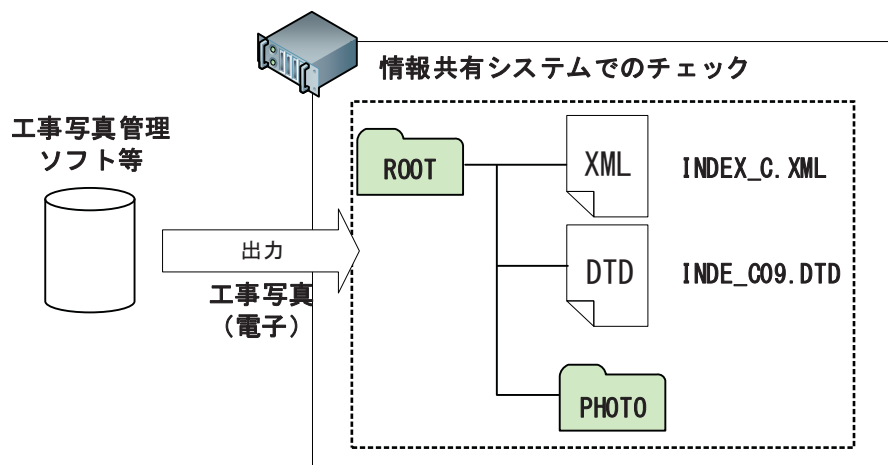 情報共有システムでのチェック
工事写真管理
ソフト等
出力
工事写真
（電子）
ROOT
XML
INDEX_C.XML
DTD
INDE_C09.DTD
PHOTO